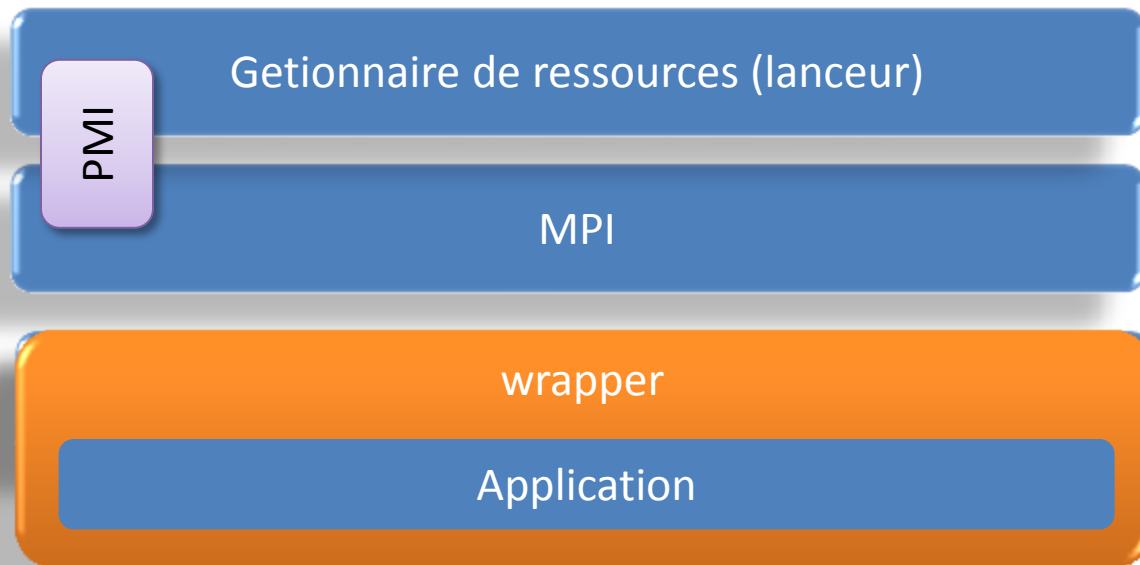 Getionnaire de ressources (lanceur)
PMI
MPI
wrapper
Application